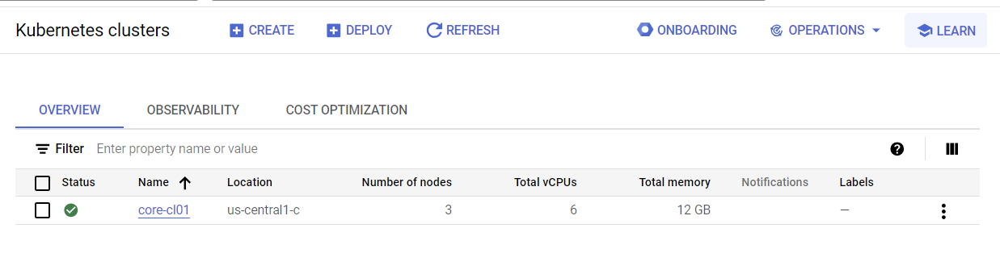 Kubernetes clusters CREATE DEPLOY REFRESH ONBOARDING OPERATIONS LEARN
OVERVIEW OBSERVABILITY COST OPTIMIZATION
Filter Enter property name or value
Status Name Location Number of nodes Total vCPUs Total memory Notifications Labels
core-cl01 us-central1-c 3 6 12 GB —